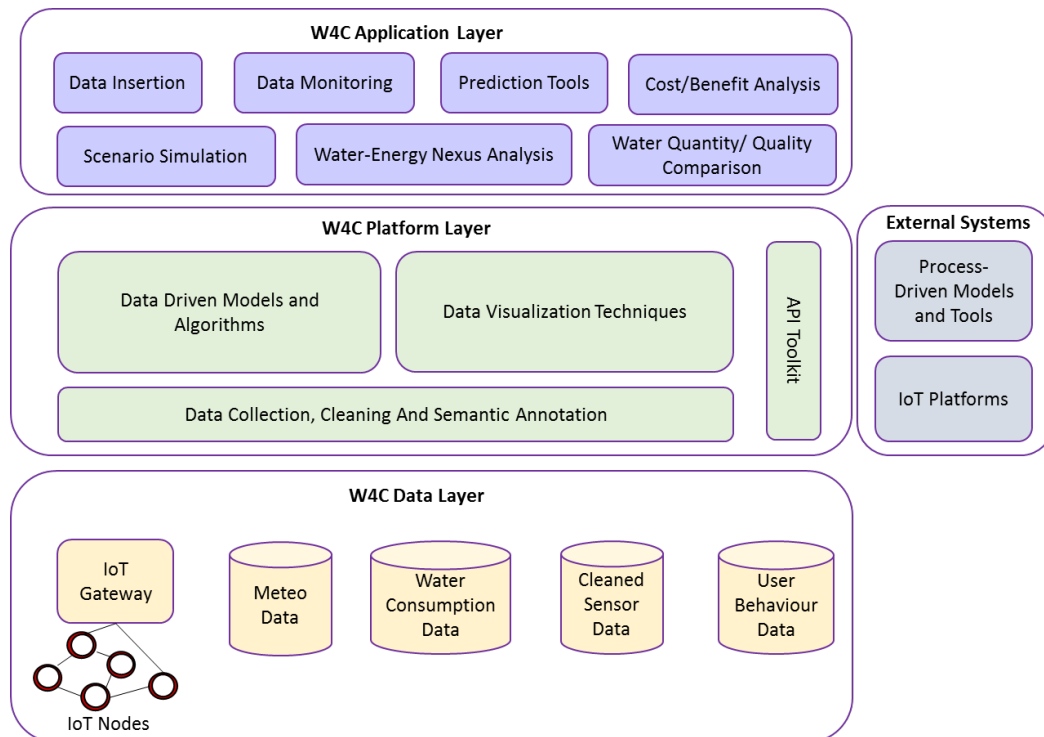 W4C Application Layer
Data Insertion
Data Monitoring
Prediction Tools
Cost/Benefit Analysis
Scenario Simulation
Water-Energy Nexus Analysis
Water Quantity/ Quality
Comparison
W4C Platform Layer
Data Driven Models and
Algorithms
Data Visualization Techniques
API Toolkit
Data Collection, Cleaning And Semantic Annotation
External Systems
Process-
Driven Models
and Tools
IoT Platforms
W4C Data Layer
IoT
Gateway
IoT Nodes
Meteo
Data
Water
Consumption
Data
Cleaned
Sensor
Data
User
Behaviour
Data